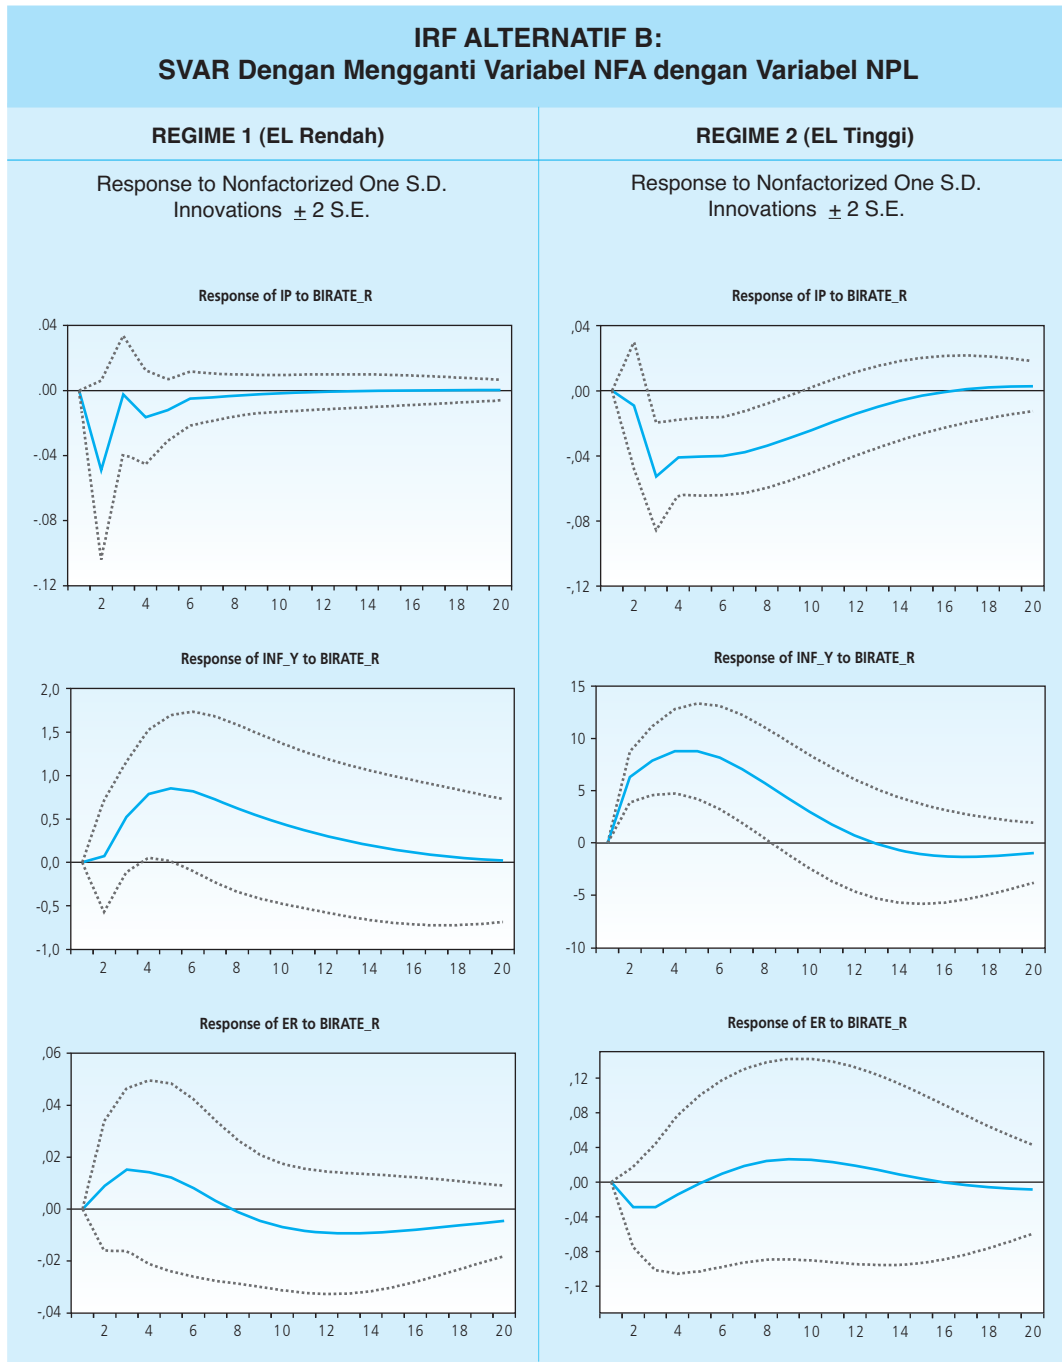 IRF ALTERNATIF B:
SVAR Dengan Mengganti Variabel NFA dengan Variabel NPL
REGIME 1 (EL Rendah)
Response to Nonfactorized One S.D.
Innovations ± 2 S.E.
Response of IP to BIRATE_R
.04
.00
-.04
-.08
-.12
2 4 6 8 10 12 14 16 18 20
Response of INF_Y to BIRATE_R
2,0
1,5
1,0
0,5
0,0
-0,5
-1,0
2 4 6 8 10 12 14 16 18 20
Response of ER to BIRATE_R
,06
,04
,02
,00
-,02
-,04
2 4 6 8 10 12 14 16 18 20
REGIME 2 (EL Tinggi)
Response to Nonfactorized One S.D.
Innovations ± 2 S.E.
Response of IP to BIRATE_R
,04
,00
-,04
-,08
-,12
2 4 6 8 10 12 14 16 18 20
Response of INF_Y to BIRATE_R
15
10
5
0
-5
-10
2 4 6 8 10 12 14 16 18 20
Response of ER to BIRATE_R
,12
,08
,04
,00
-,04
-,08
-,12
2 4 6 8 10 12 14 16 18 20